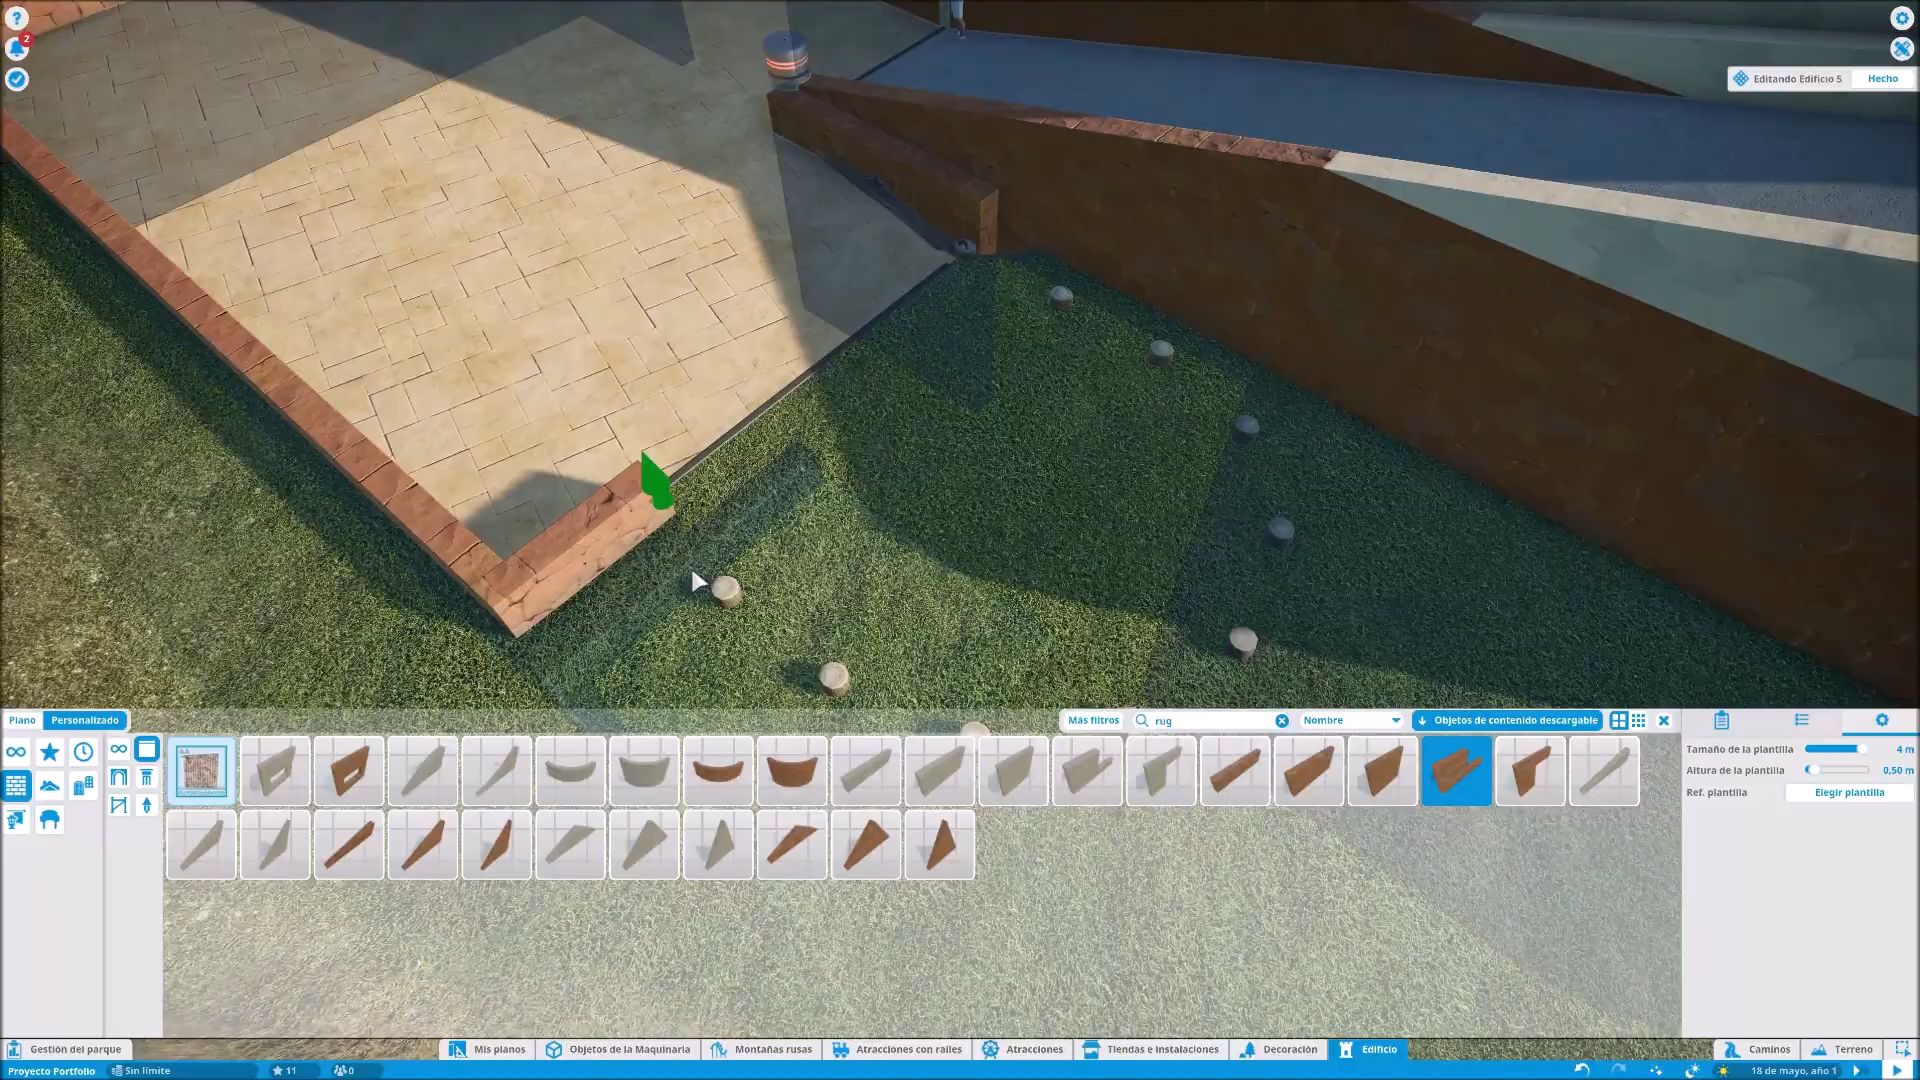 ?
2
Editando Edificio 5
Hecho
Plano
Personalizado
Más filtros
rug
Nombre
Objetos de contenido descargable
Tamaño de la plantilla
4 m
Altura de la plantilla
0,50 m
Ref. plantilla
Elegir plantilla
Gestión del parque
Mis planos
Objetos de la Maquinaria
Montañas rusas
Atracciones con raíles
Atracciones
Tiendas e instalaciones
Decoración
Edificio
Caminos
Terreno
Proyecto Portfolio
Sin límite
11
0
18 de mayo, año 1